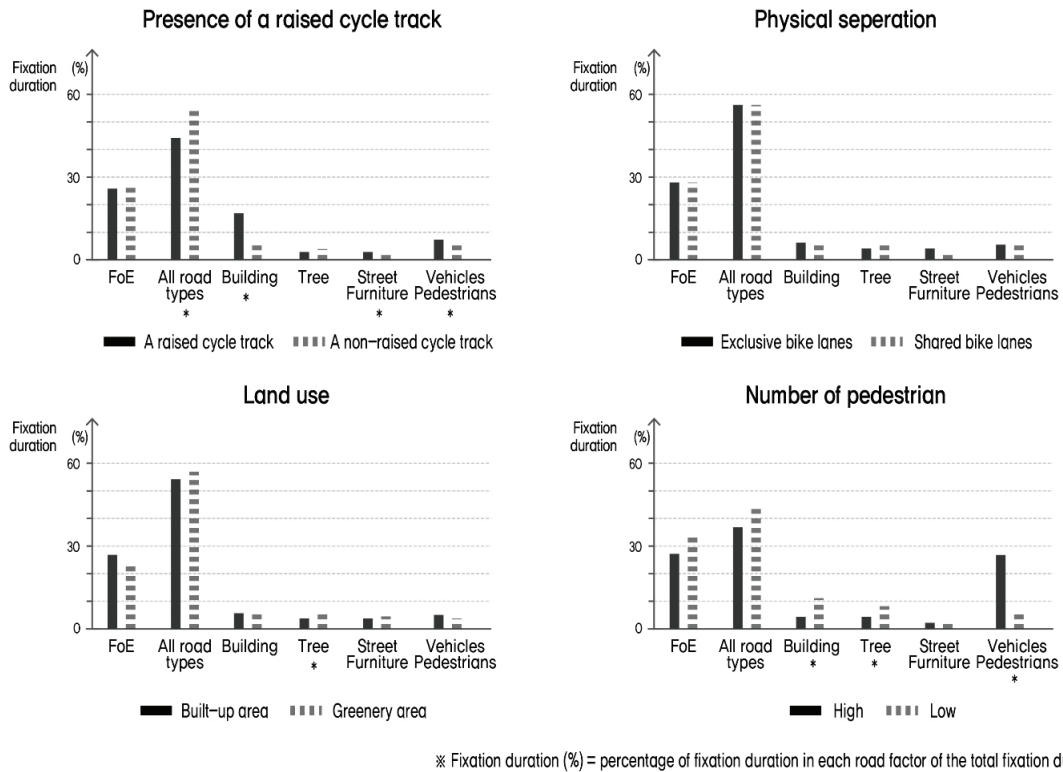 Presence of a raised cycle track
Fixation duration (%)
60
30
0
FoE
All road types
*
Building
*
Tree
Street Furniture
*
Vehicles Pedestrians
*
A raised cycle track
A non-raised cycle track
Physical seperation
Fixation duration (%)
60
30
0
FoE
All road types
Building
Tree
Street Furniture
Vehicles Pedestrians
Exclusive bike lanes
Shared bike lanes
Land use
Fixation duration (%)
60
30
0
FoE
All road types
Building
Tree
*
Street Furniture
Vehicles Pedestrians
Built-up area
Greenery area
Number of pedestrian
Fixation duration (%)
60
30
0
FoE
All road types
Building
*
Tree
*
Street Furniture
Vehicles Pedestrians
*
High
Low
※ Fixation duration (%) = percentage of fixation duration in each road factor of the total fixation d